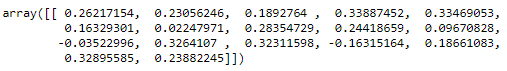 array([[ 0.26217154, 0.23056246, 0.1892764 , 0.33887452, 0.33469053,
0.16329301, 0.02247971, 0.28354729, 0.24418659, 0.09670828,
-0.03522996, 0.3264107 , 0.32311598, -0.16315164, 0.18661083,
0.32895585, 0.23882245]])